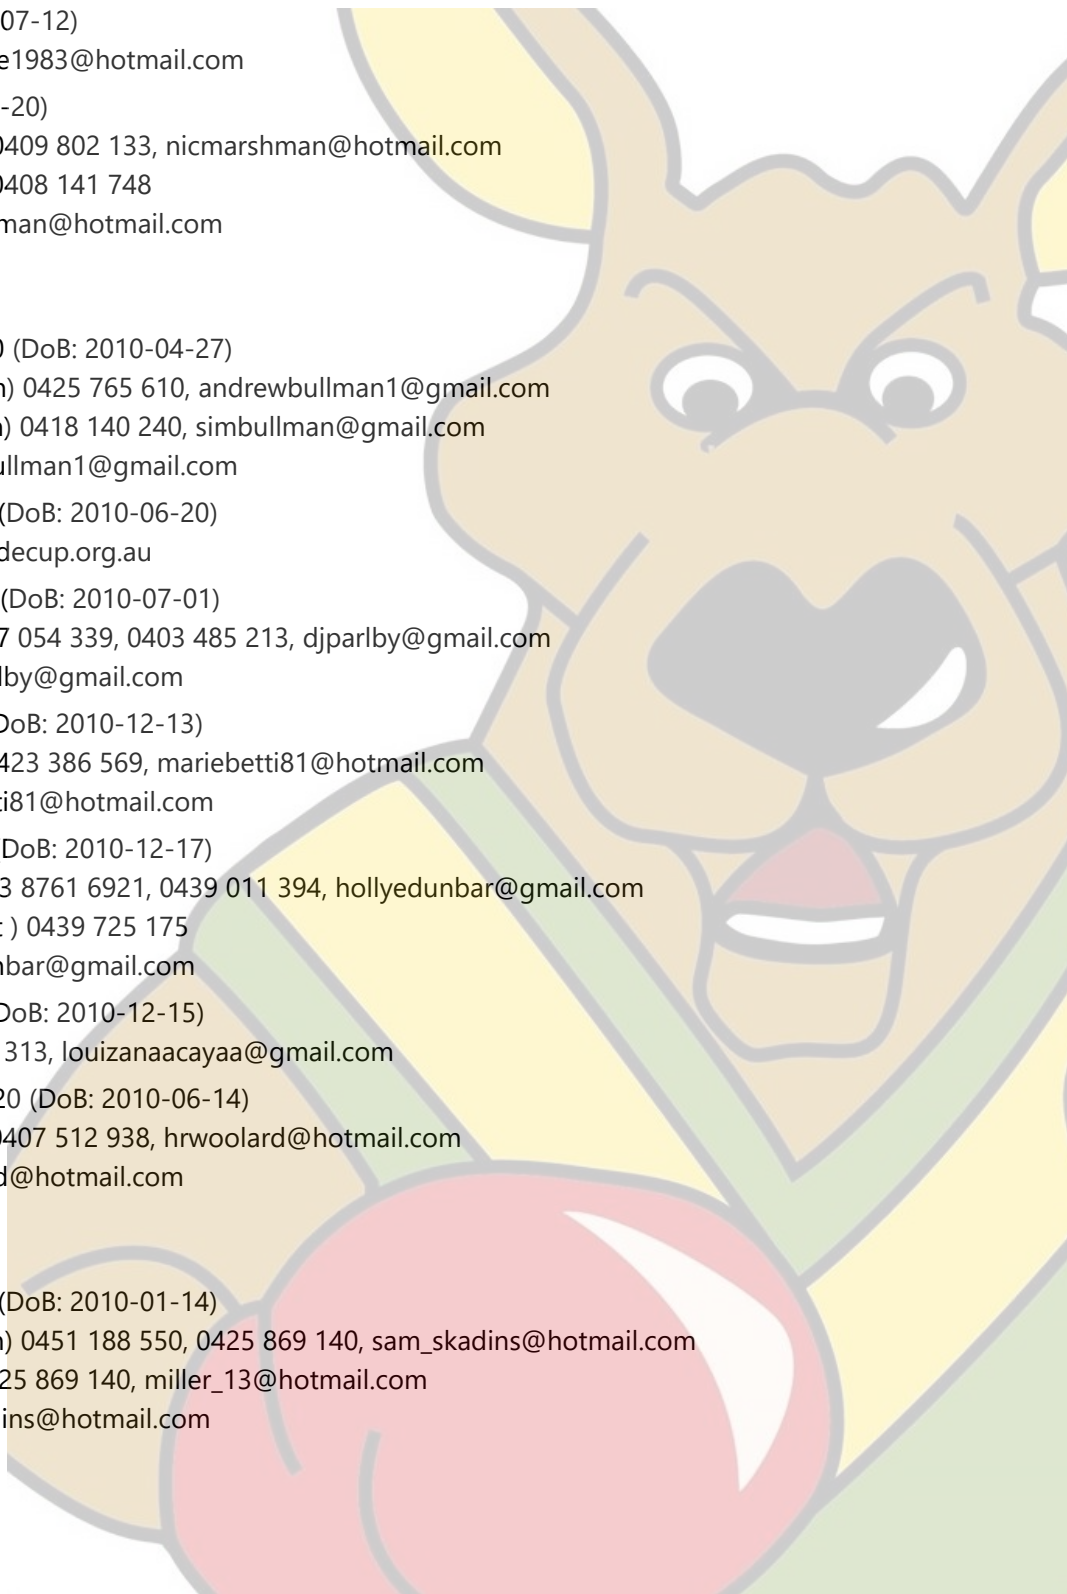 07-12)
e1983@hotmail.com
-20)
0409 802 133, nicmarshman@hotmail.com
0408 141 748
man@hotmail.com
0 (DoB: 2010-04-27)
n) 0425 765 610, andrewbullman1@gmail.com
n) 0418 140 240, simbullman@gmail.com
ullman1@gmail.com
(DoB: 2010-06-20)
decup.org.au
(DoB: 2010-07-01)
7 054 339, 0403 485 213, djparlby@gmail.com
lby@gmail.com
DoB: 2010-12-13)
423 386 569, mariebetti81@hotmail.com
ti81@hotmail.com
(DoB: 2010-12-17)
3 8761 6921, 0439 011 394, hollyedunbar@gmail.com
t ) 0439 725 175
nbar@gmail.com
DoB: 2010-12-15)
313, louizanaacayaa@gmail.com
20 (DoB: 2010-06-14)
0407 512 938, hrwoolard@hotmail.com
d@hotmail.com
(DoB: 2010-01-14)
n) 0451 188 550, 0425 869 140, sam_skadins@hotmail.com
25 869 140, miller_13@hotmail.com
ins@hotmail.com